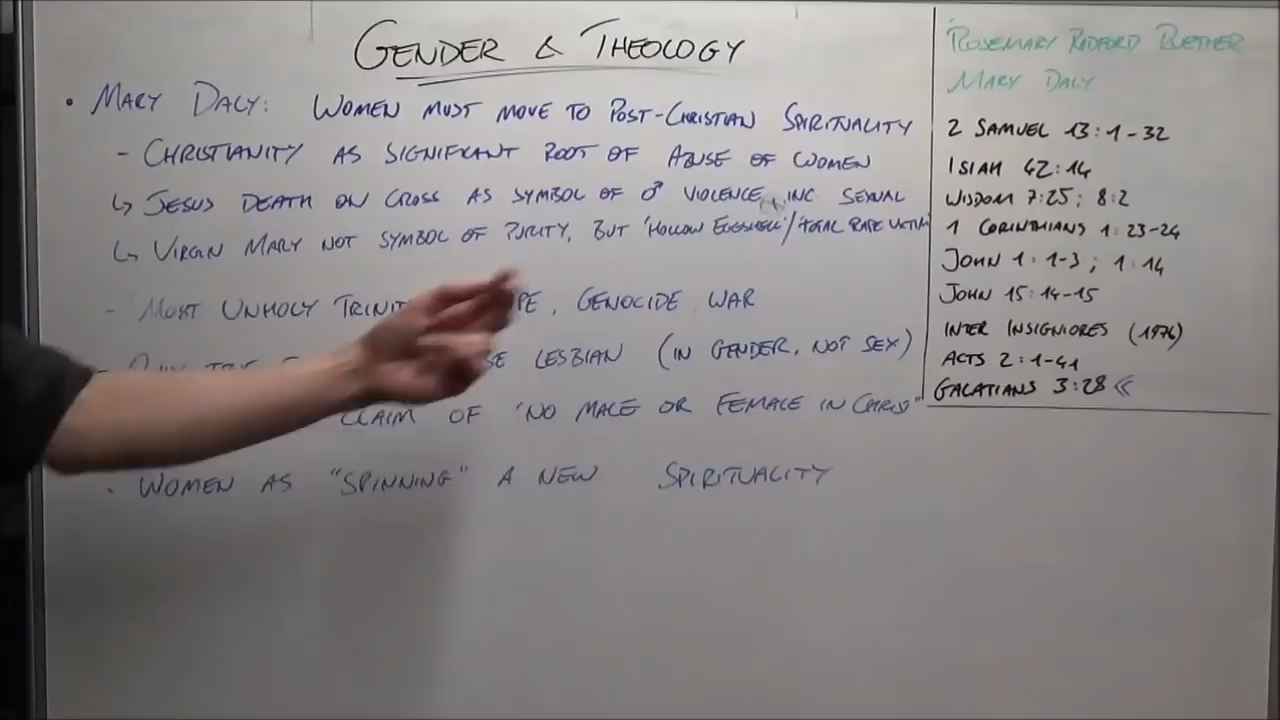 GENDER & THEOLOGY
• MARY DALY: WOMEN MUST MOVE TO POST-CHRISTIAN SPIRITUALITY
- CHRISTIANITY AS SIGNIFICANT ROOT OF ABUSE OF WOMEN
↳ JESUS DEATH ON CROSS AS SYMBOL OF ♂ VIOLENCE, INC SEXUAL
↳ VIRGIN MARY NOT SYMBOL OF PURITY, BUT 'HOLLOW EGGSHELL'/'TOTAL RAPE VICTIM
- MOST UNHOLY TRINIT PE, GENOCIDE WAR
SE LESBIAN (IN GENDER, NOT SEX)
CLAIM OF 'NO MALE OR FEMALE IN CHRIST"
- WOMEN AS "SPINNING" A NEW SPIRITUALITY
ROSEMARY RADFORD RUETHER
MARY DALY
2 SAMUEL 13:1-32
ISIAH 42:14
WISDOM 7:25; 8:2
1 CORINTHIANS 1:23-24
JOHN 1:1-3; 1:14
JOHN 15:14-15
INTER INSIGNIORES (1976)
ACTS 2:1-41
GALATIANS 3:28 <<